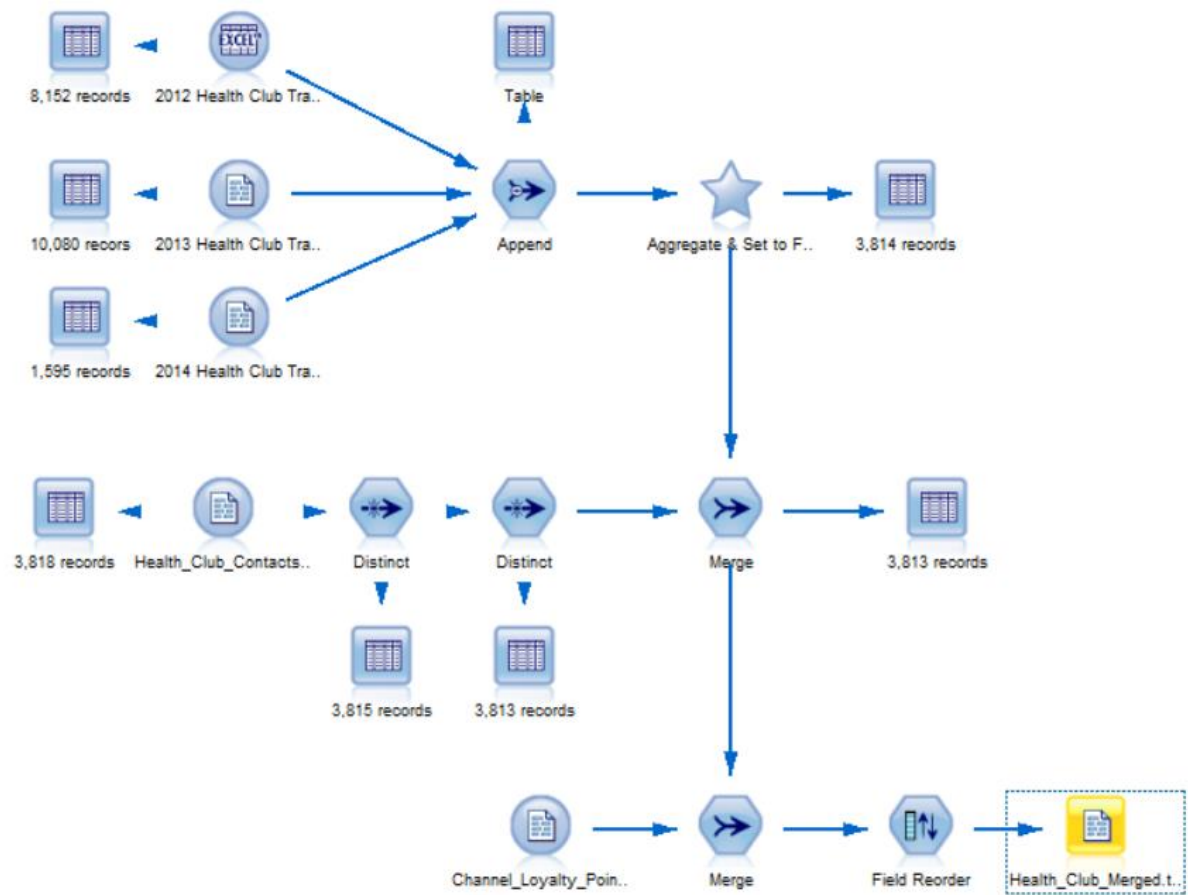 EXCEL™
8,152 records
2012 Health Club Tra..
Table
10,080 recors
2013 Health Club Tra..
Append
Aggregate & Set to F..
3,814 records
1,595 records
2014 Health Club Tra..
3,818 records
Health_Club_Contacts..
Distinct
Distinct
Merge
3,813 records
3,815 records
3,813 records
Channel_Loyalty_Poin..
Merge
Field Reorder
Health_Club_Merged.t..